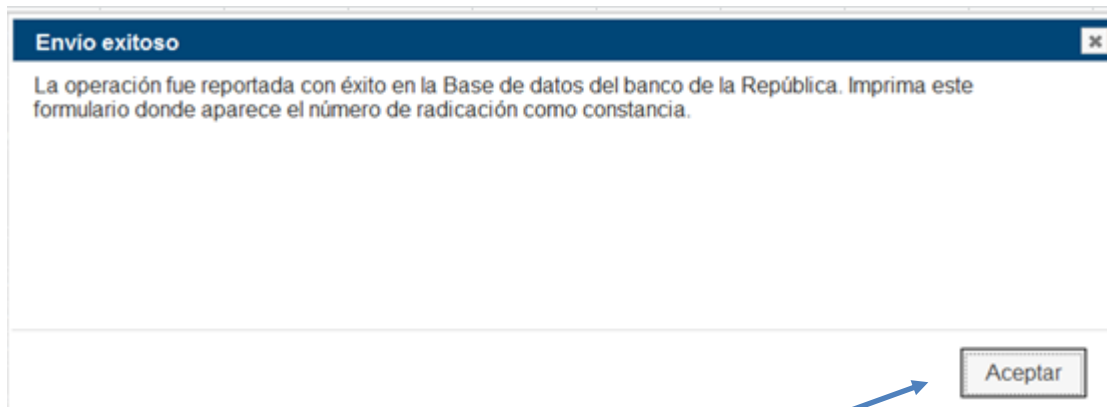 Envio exitoso
La operación fue reportada con éxito en la Base de datos del banco de la República. Imprima este
formulario donde aparece el número de radicación como constancia.
Aceptar